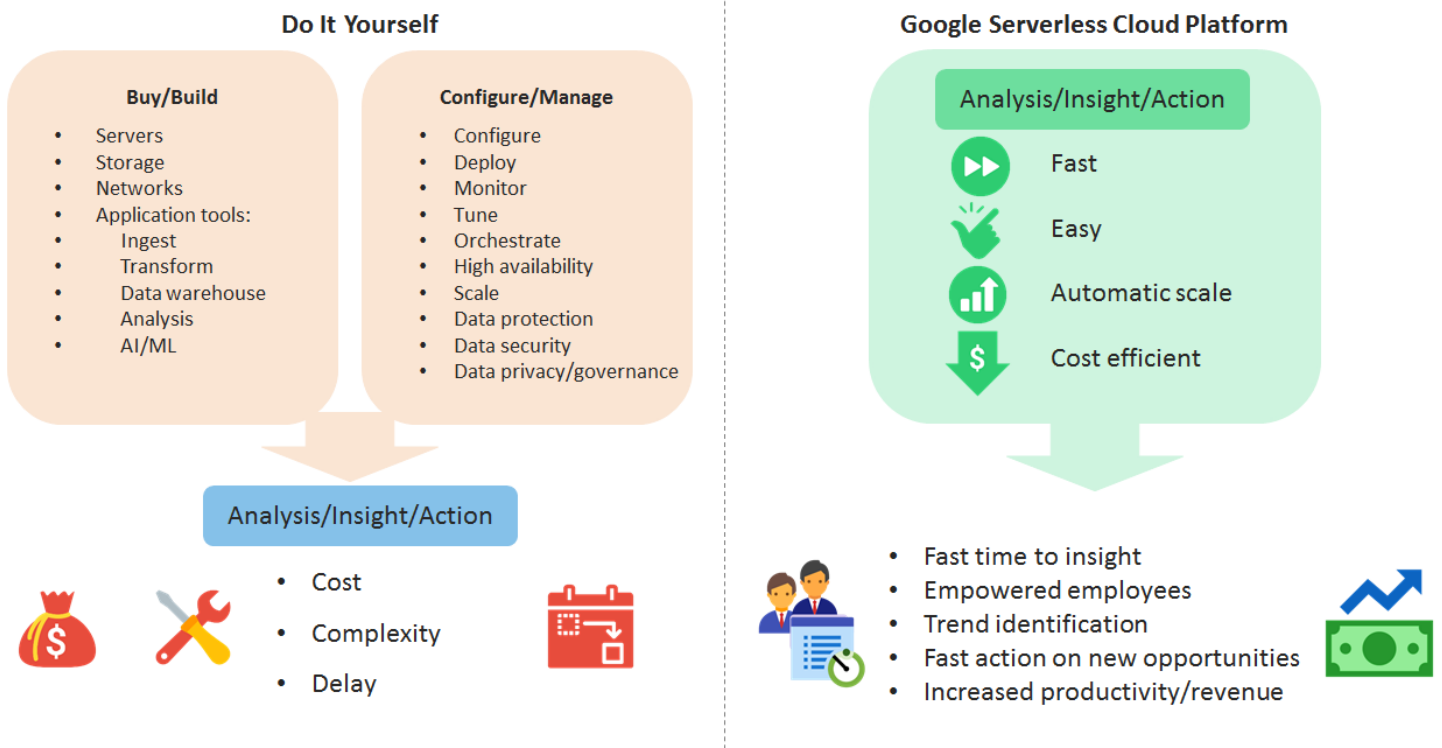 Do It Yourself
Buy/Build
• Servers
• Storage
• Networks
• Application tools:
• Ingest
• Transform
• Data warehouse
• Analysis
• AI/ML
Configure/Manage
• Configure
• Deploy
• Monitor
• Tune
• Orchestrate
• High availability
• Scale
• Data protection
• Data security
• Data privacy/governance
Analysis/Insight/Action
$
• Cost
• Complexity
• Delay
Google Serverless Cloud Platform
Analysis/Insight/Action
Fast
Easy
Automatic scale
$
Cost efficient
• Fast time to insight
• Empowered employees
• Trend identification
• Fast action on new opportunities
• Increased productivity/revenue